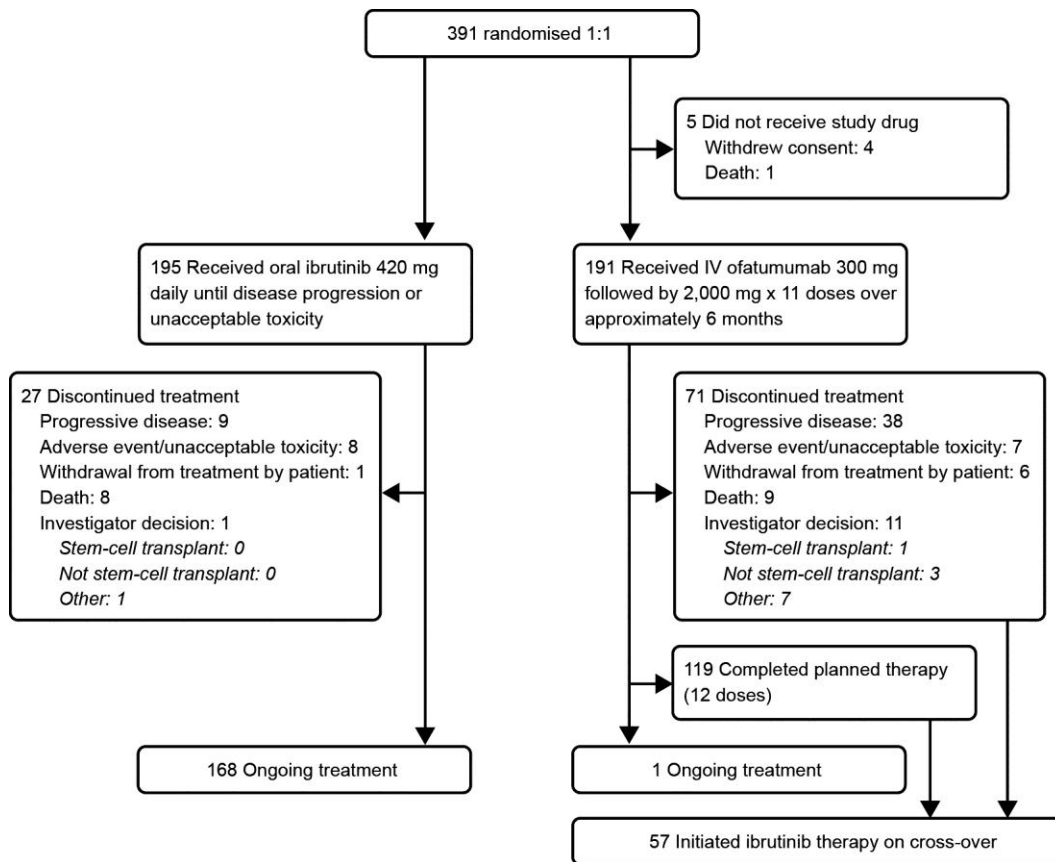 391 randomised 1:1
5 Did not receive study drug
Withdrew consent: 4
Death: 1
195 Received oral ibrutinib 420 mg
daily until disease progression or
unacceptable toxicity
191 Received IV ofatumumab 300 mg
followed by 2,000 mg x 11 doses over
approximately 6 months
27 Discontinued treatment
Progressive disease: 9
Adverse event/unacceptable toxicity: 8
Withdrawal from treatment by patient: 1
Death: 8
Investigator decision: 1
Stem-cell transplant: 0
Not stem-cell transplant: 0
Other: 1
71 Discontinued treatment
Progressive disease: 38
Adverse event/unacceptable toxicity: 7
Withdrawal from treatment by patient: 6
Death: 9
Investigator decision: 11
Stem-cell transplant: 1
Not stem-cell transplant: 3
Other: 7
119 Completed planned therapy
(12 doses)
168 Ongoing treatment
1 Ongoing treatment
57 Initiated ibrutinib therapy on cross-over